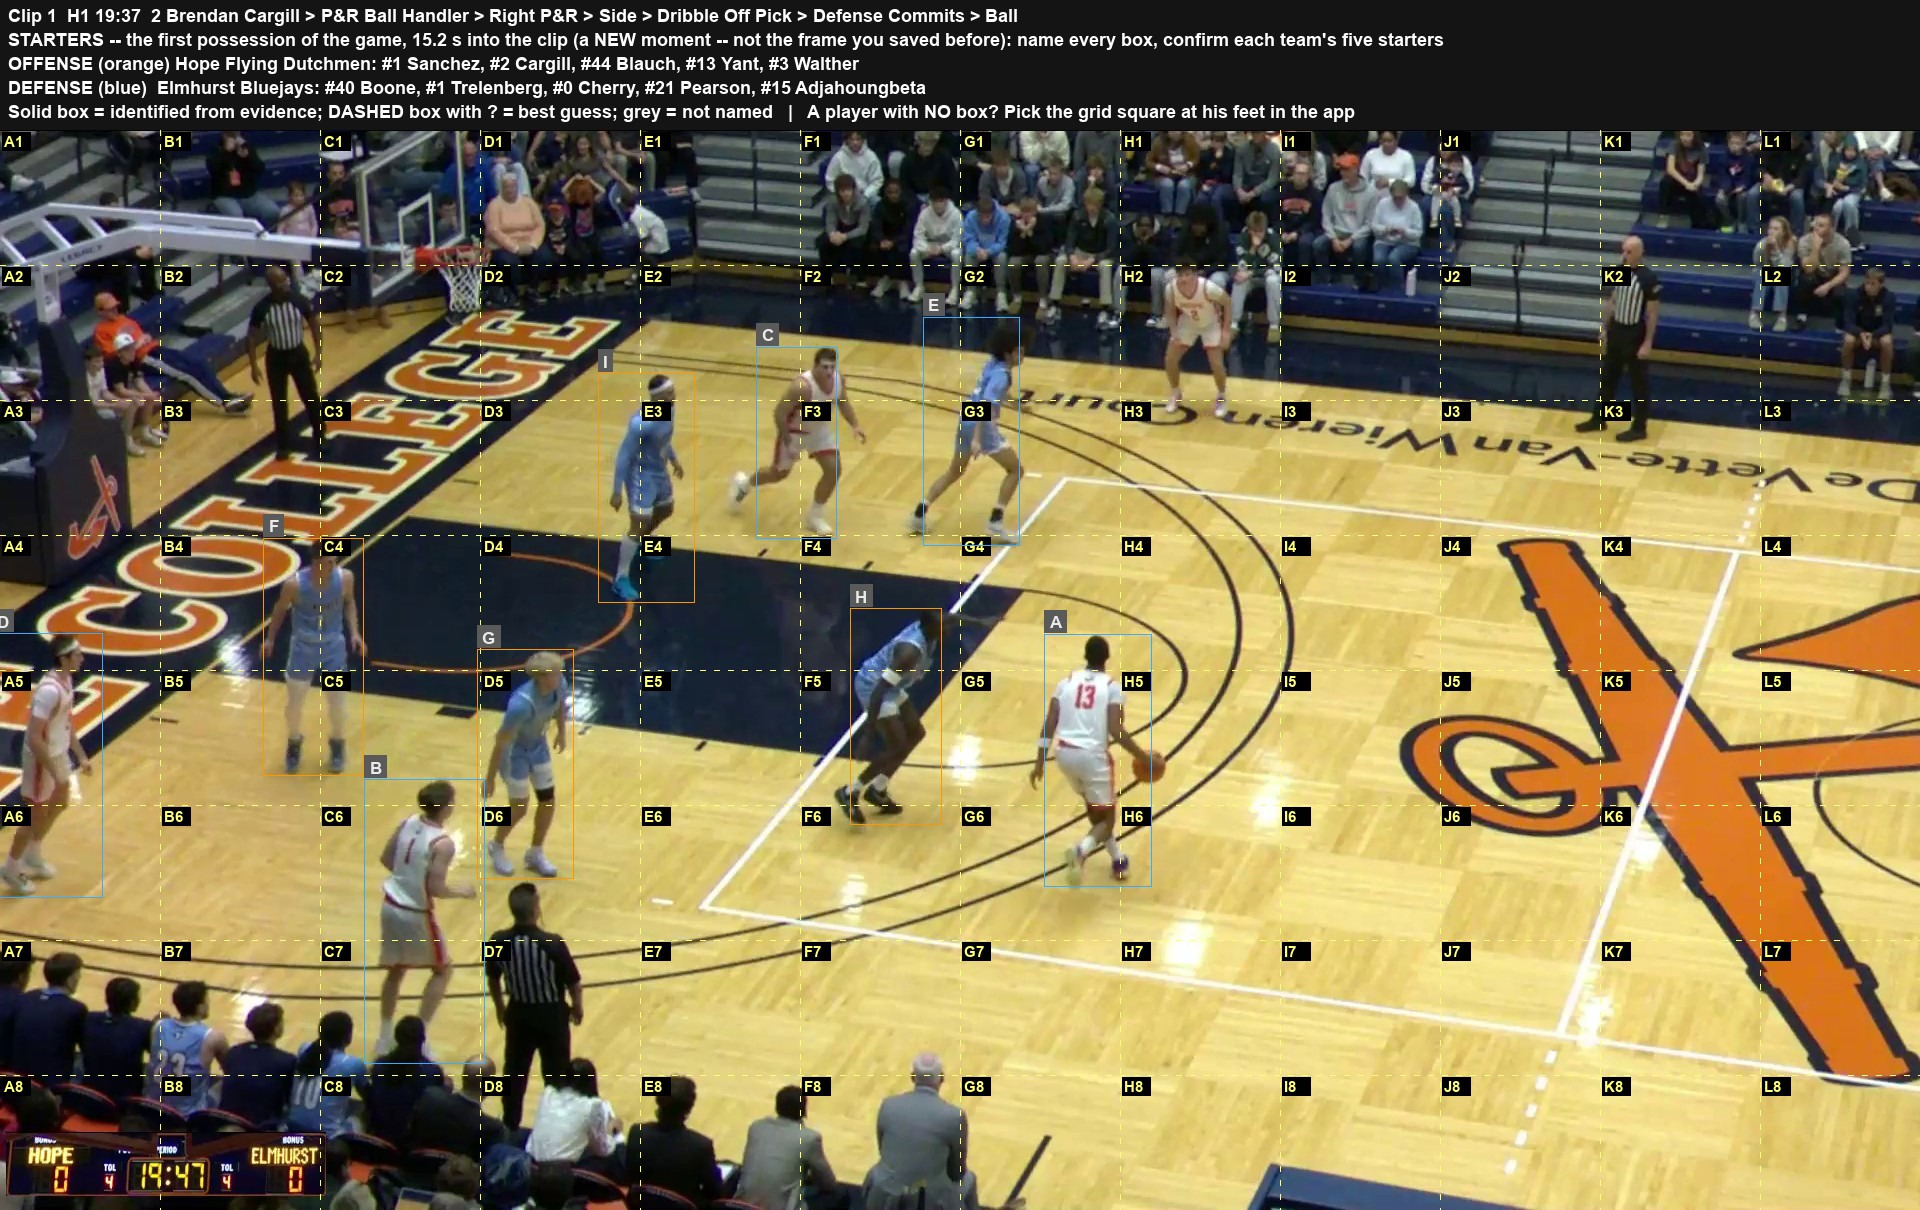 Clip 1  H1 19:37  2 Brendan Cargill > P&R Ball Handler > Right P&R > Side > Dribble Off Pick > Defense Commits > Ball
STARTERS -- the first possession of the game, 15.2 s into the clip (a NEW moment -- not the frame you saved before): name every box, confirm each team's five starters
OFFENSE (orange) Hope Flying Dutchmen: #1 Sanchez, #2 Cargill, #44 Blauch, #13 Yant, #3 Walther
DEFENSE (blue)  Elmhurst Bluejays: #40 Boone, #1 Trelenberg, #0 Cherry, #21 Pearson, #15 Adjahoungbeta
Solid box = identified from evidence; DASHED box with ? = best guess; grey = not named   |   A player with NO box? Pick the grid square at his feet in the app
A1 B1 C1 D1 E1 F1 G1 H1 I1 J1 K1 L1
A2 B2 C2 D2 E2 F2 G2 H2 I2 J2 K2 L2
E
C
I
2
A3 B3 C3 D3 E3 F3 G3 H3 I3 J3 K3 L3
DeVette-VanWieren Court
COLLEGE
F
A4 B4 C4 D4 E4 F4 G4 H4 I4 J4 K4 L4
H
D
A
G
A5 B5 C5 D5 E5 F5 G5 H5 I5 J5 K5 L5
13
B
A6 B6 C6 D6 E6 F6 G6 H6 I6 J6 K6 L6
1
A7 B7 C7 D7 E7 F7 G7 H7 I7 J7 K7 L7
A8 B8 C8 D8 E8 F8 G8 H8 I8 J8 K8 L8
10
BONUS PERIOD BONUS
HOPE ELMHURST
0 TOL 4 19:47 TOL 4 0